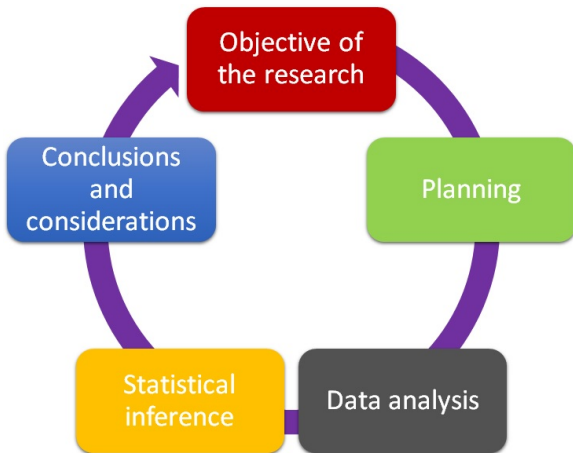 Objective of
the research
Planning
Data analysis
Statistical
inference
Conclusions
and
considerations